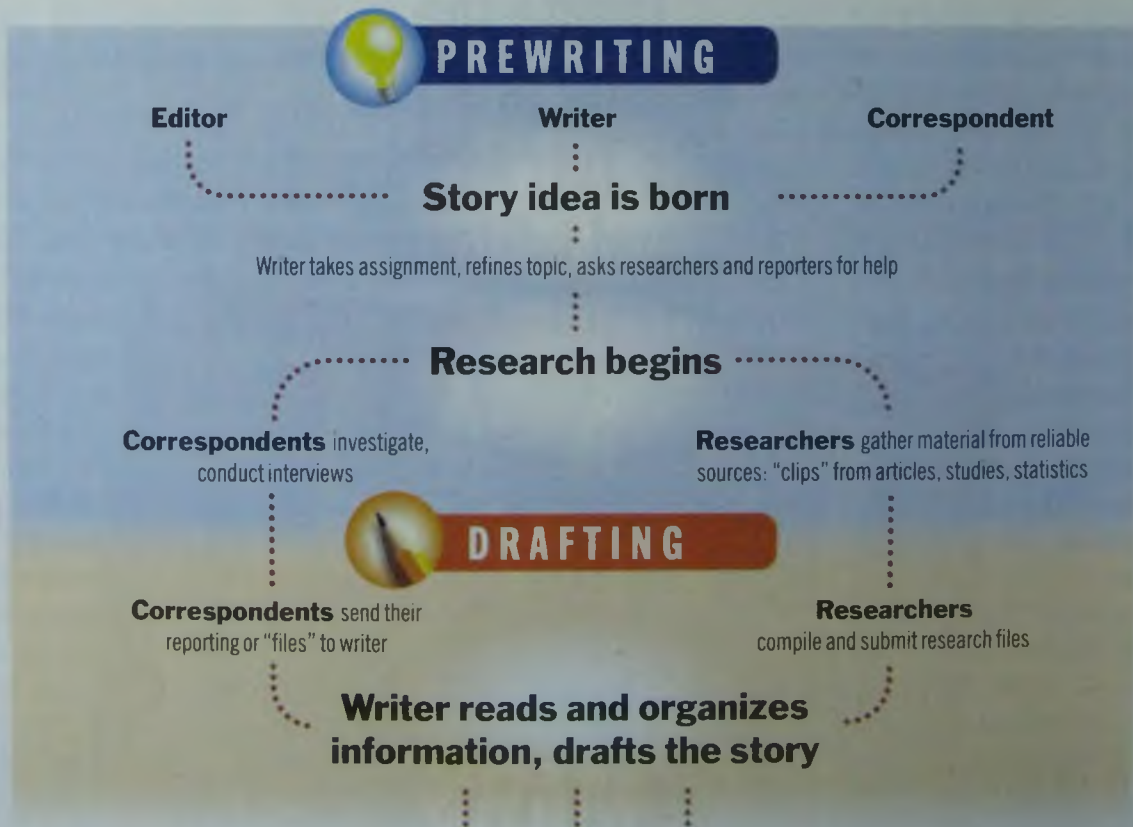 PREWRITING
Editor
Writer
Correspondent
Story idea is born
Writer takes assignment, refines topic, asks researchers and reporters for help
Research begins
Correspondents investigate,
conduct interviews
Researchers gather material from reliable
sources: "clips" from articles, studies, statistics
DRAFTING
Correspondents send their
reporting or "files" to writer
Researchers
compile and submit research files
Writer reads and organizes
information, drafts the story